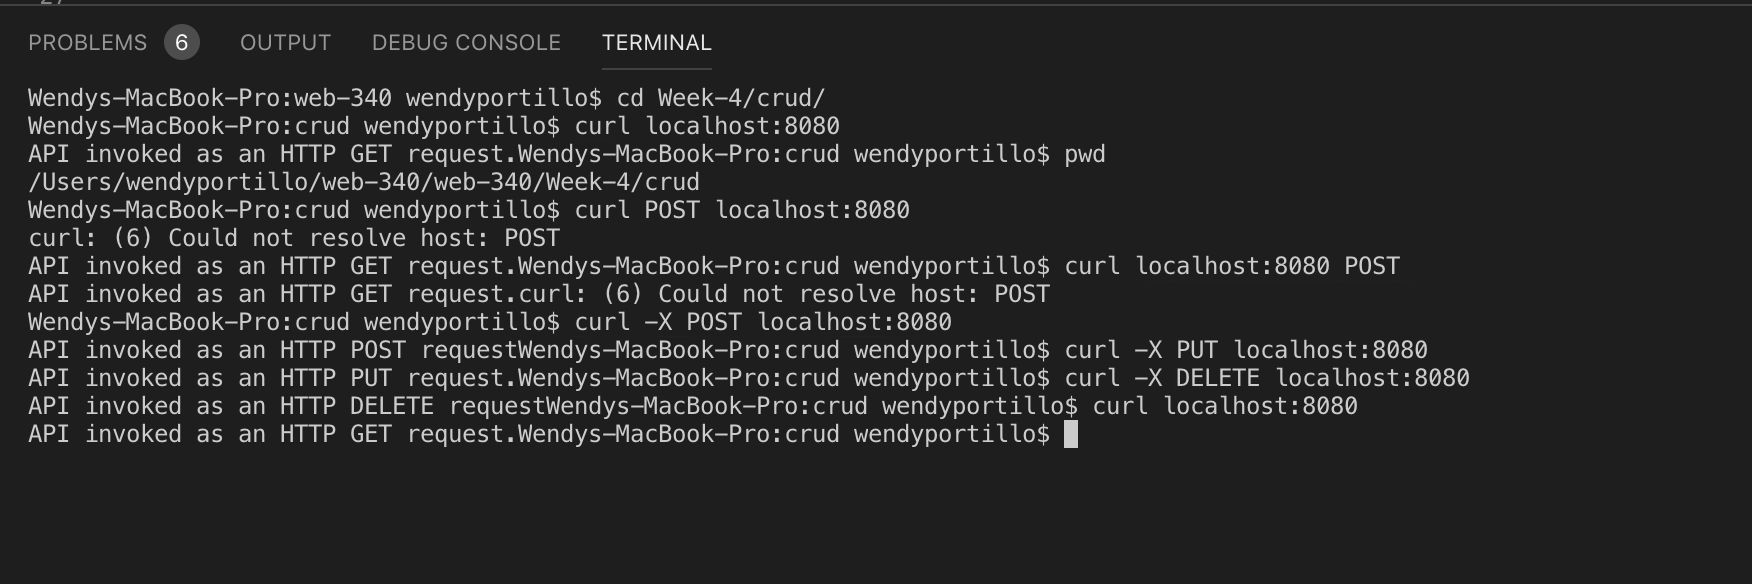 PROBLEMS 6 OUTPUT DEBUG CONSOLE TERMINAL
Wendys-MacBook-Pro:web-340 wendyportillo$ cd Week-4/crud/
Wendys-MacBook-Pro:crud wendyportillo$ curl localhost:8080
API invoked as an HTTP GET request.Wendys-MacBook-Pro:crud wendyportillo$ pwd
/Users/wendyportillo/web-340/web-340/Week-4/crud
Wendys-MacBook-Pro:crud wendyportillo$ curl POST localhost:8080
curl: (6) Could not resolve host: POST
API invoked as an HTTP GET request.Wendys-MacBook-Pro:crud wendyportillo$ curl localhost:8080 POST
API invoked as an HTTP GET request.curl: (6) Could not resolve host: POST
Wendys-MacBook-Pro:crud wendyportillo$ curl -X POST localhost:8080
API invoked as an HTTP POST requestWendys-MacBook-Pro:crud wendyportillo$ curl -X PUT localhost:8080
API invoked as an HTTP PUT request.Wendys-MacBook-Pro:crud wendyportillo$ curl -X DELETE localhost:8080
API invoked as an HTTP DELETE requestWendys-MacBook-Pro:crud wendyportillo$ curl localhost:8080
API invoked as an HTTP GET request.Wendys-MacBook-Pro:crud wendyportillo$